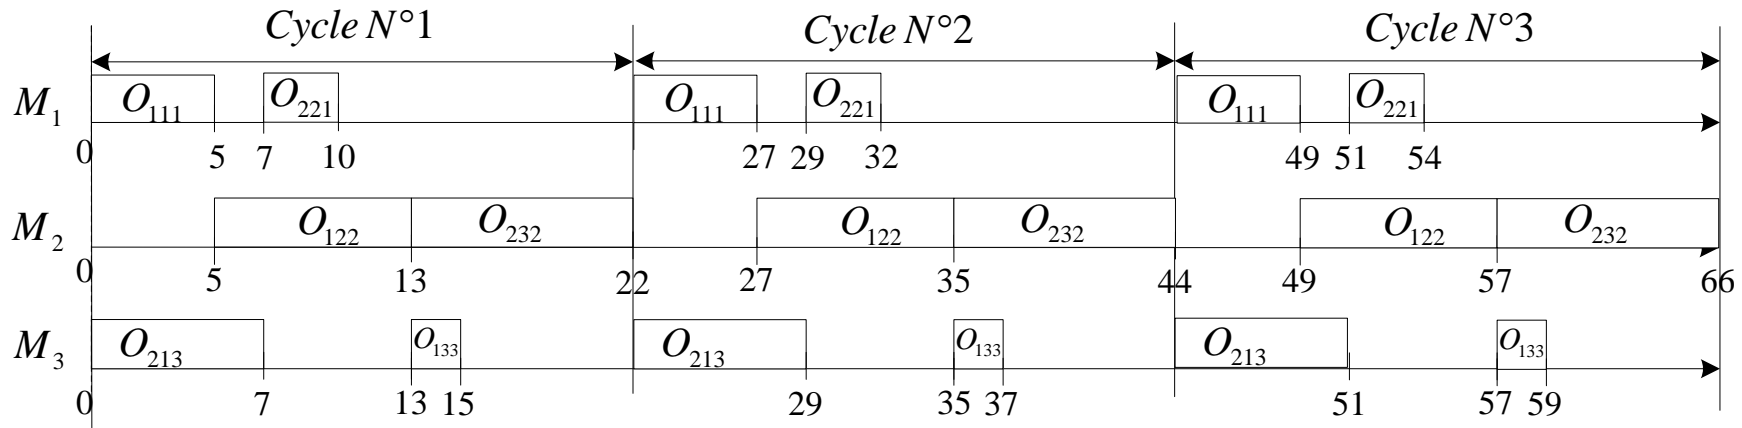 Cycle N°1 Cycle N°2 Cycle N°3
M₁ O₁₁₁ O₂₂₁ O₁₁₁ O₂₂₁ O₁₁₁ O₂₂₁
0 5 7 10 27 29 32 49 51 54
M₂ O₁₂₂ O₂₃₂ O₁₂₂ O₂₃₂ O₁₂₂ O₂₃₂
0 5 13 22 27 35 44 49 57 66
M₃ O₂₁₃ O₁₃₃ O₂₁₃ O₁₃₃ O₂₁₃ O₁₃₃
0 7 13 15 29 35 37 51 57 59